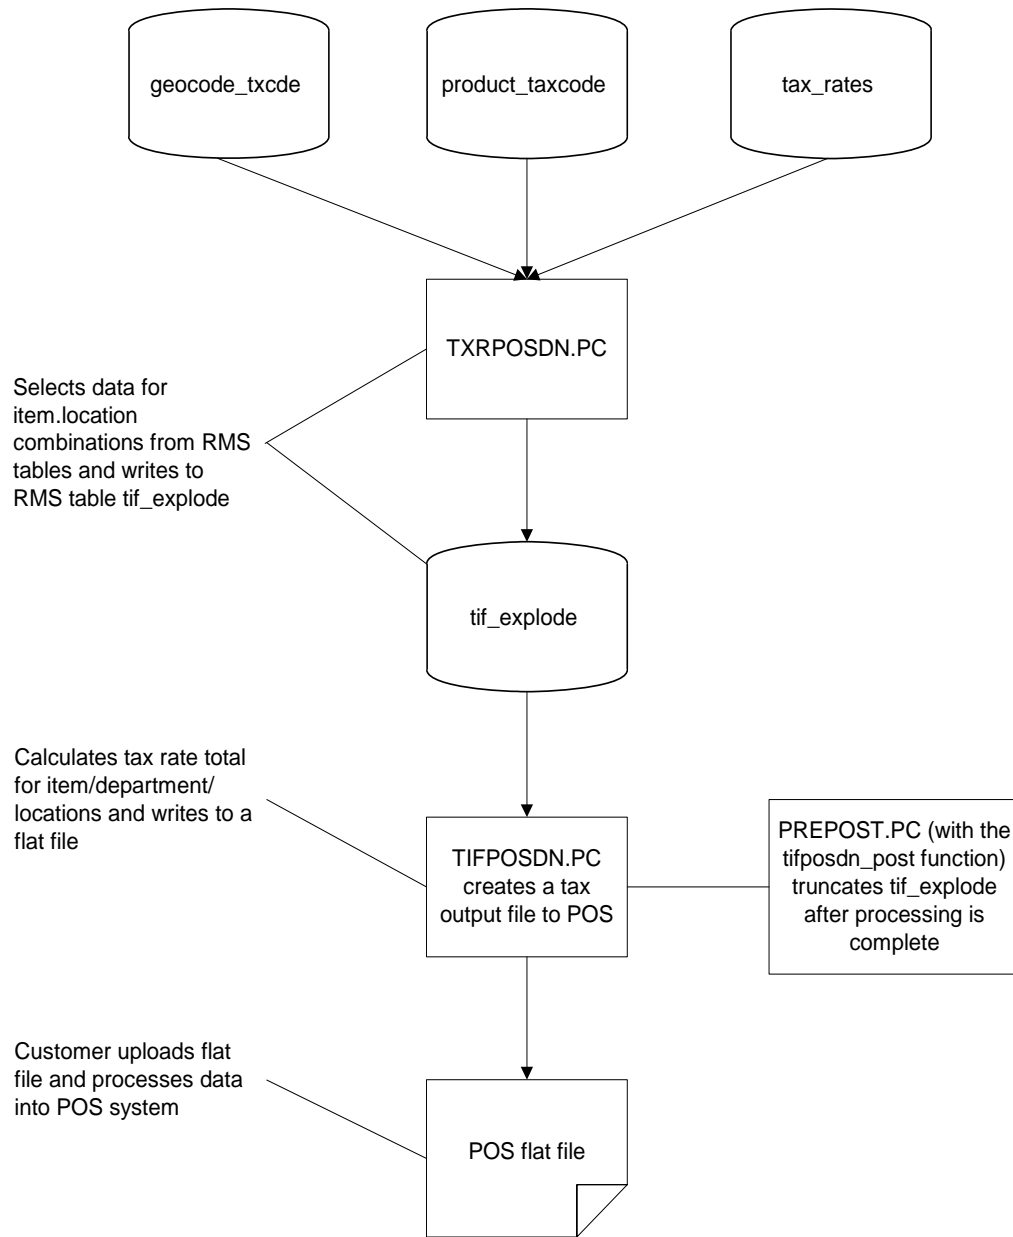 geocode_txcde
product_taxcode
tax_rates
TXRPOSDN.PC
Selects data for
item.location
combinations from RMS
tables and writes to
RMS table tif_explode
tif_explode
Calculates tax rate total
for item/department/
locations and writes to a
flat file
TIFPOSDN.PC
creates a tax
output file to POS
PREPOST.PC (with the
tifposdn_post function)
truncates tif_explode
after processing is
complete
Customer uploads flat
file and processes data
into POS system
POS flat file